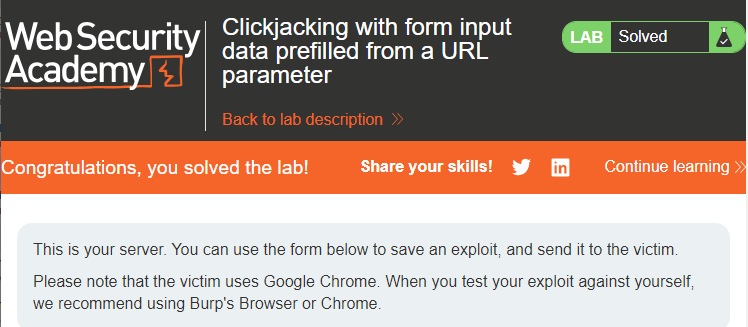 Web Security
Academy
Clickjacking with form input
data prefilled from a URL
parameter
LAB Solved
Back to lab description
Congratulations, you solved the lab!
Share your skills!
Continue learning
This is your server. You can use the form below to save an exploit, and send it to the victim.
Please note that the victim uses Google Chrome. When you test your exploit against yourself,
we recommend using Burp's Browser or Chrome.